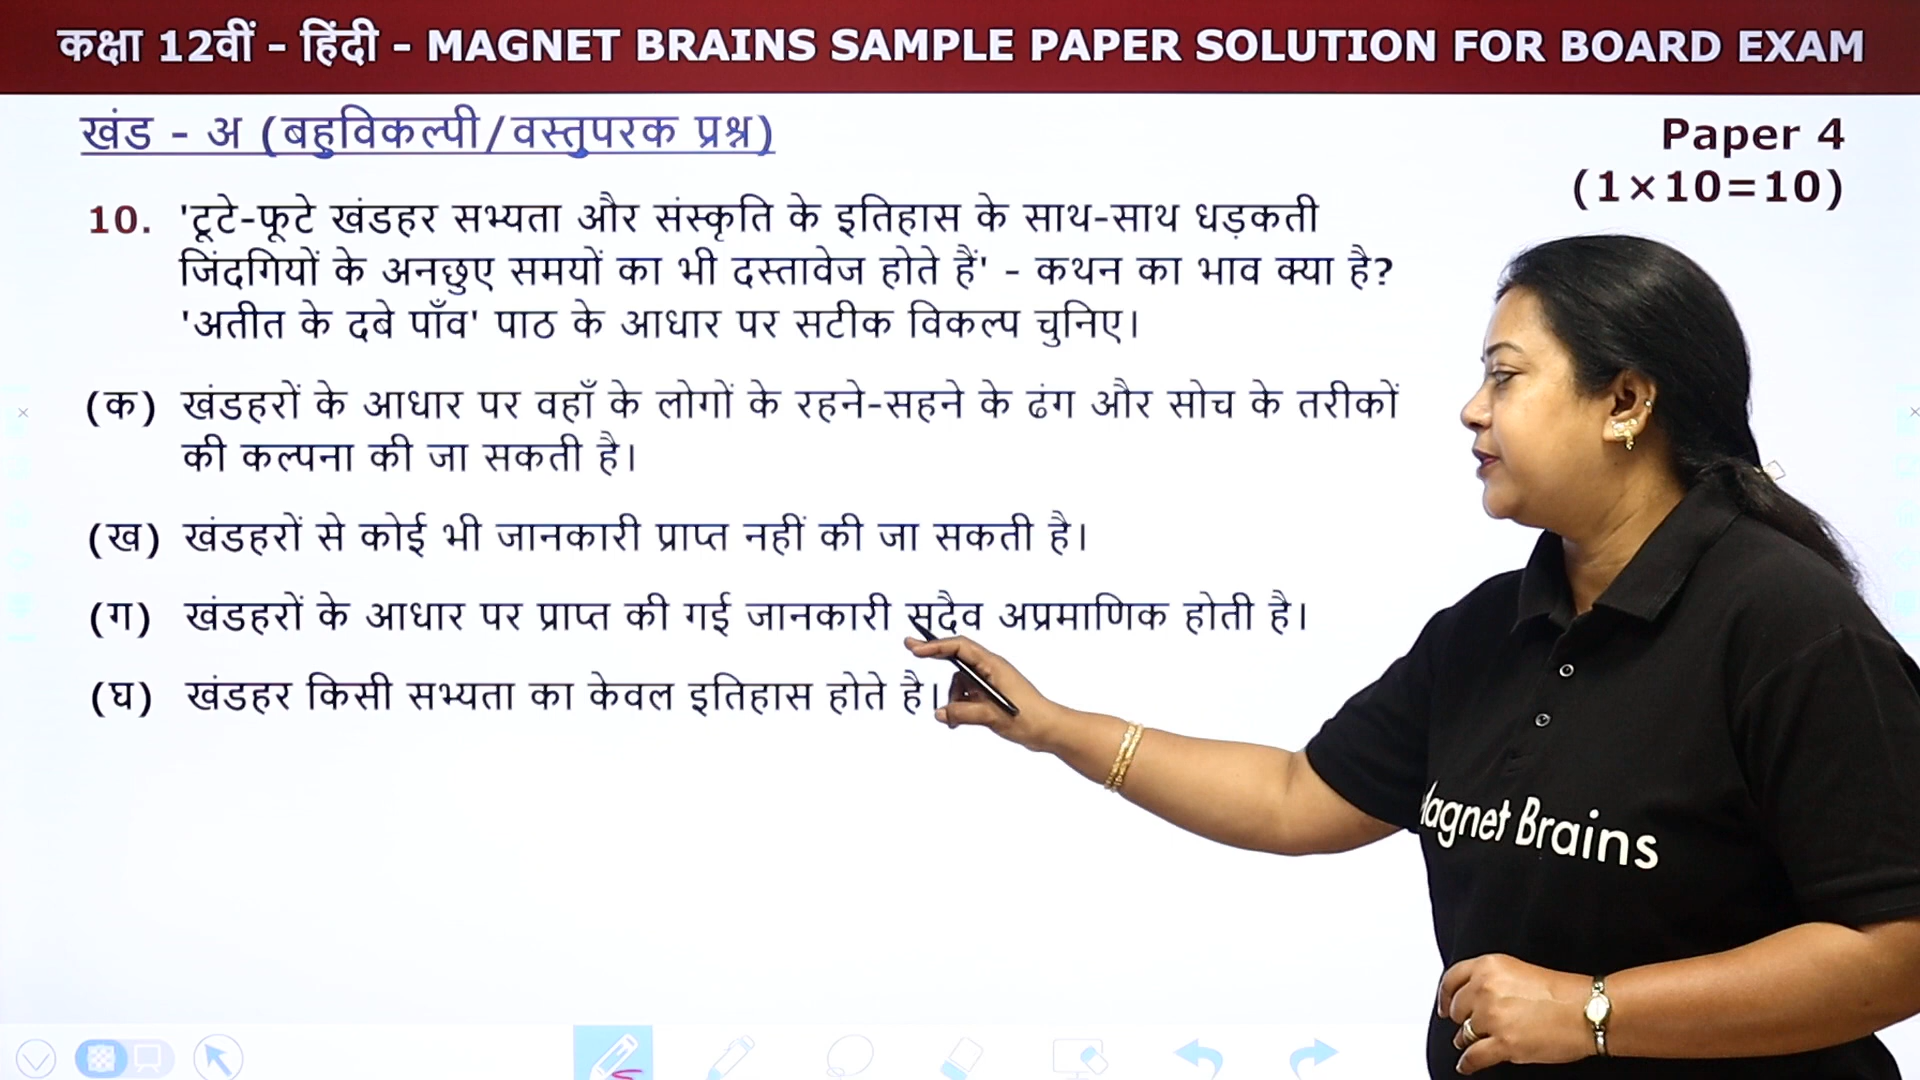 कक्षा 12वीं - हिंदी - MAGNET BRAINS SAMPLE PAPER SOLUTION FOR BOARD EXAM
खंड - अ (बहुविकल्पी/वस्तुपरक प्रश्न)
Paper 4
(1×10=10)
10. 'टूटे-फूटे खंडहर सभ्यता और संस्कृति के इतिहास के साथ-साथ धड़कती
जिंदगियों के अनछुए समयों का भी दस्तावेज होते हैं' - कथन का भाव क्या है?
'अतीत के दबे पाँव' पाठ के आधार पर सटीक विकल्प चुनिए।
(क) खंडहरों के आधार पर वहाँ के लोगों के रहने-सहने के ढंग और सोच के तरीकों
की कल्पना की जा सकती है।
(ख) खंडहरों से कोई भी जानकारी प्राप्त नहीं की जा सकती है।
(ग) खंडहरों के आधार पर प्राप्त की गई जानकारी सदैव अप्रमाणिक होती है।
(घ) खंडहर किसी सभ्यता का केवल इतिहास होते है।
Magnet Brains